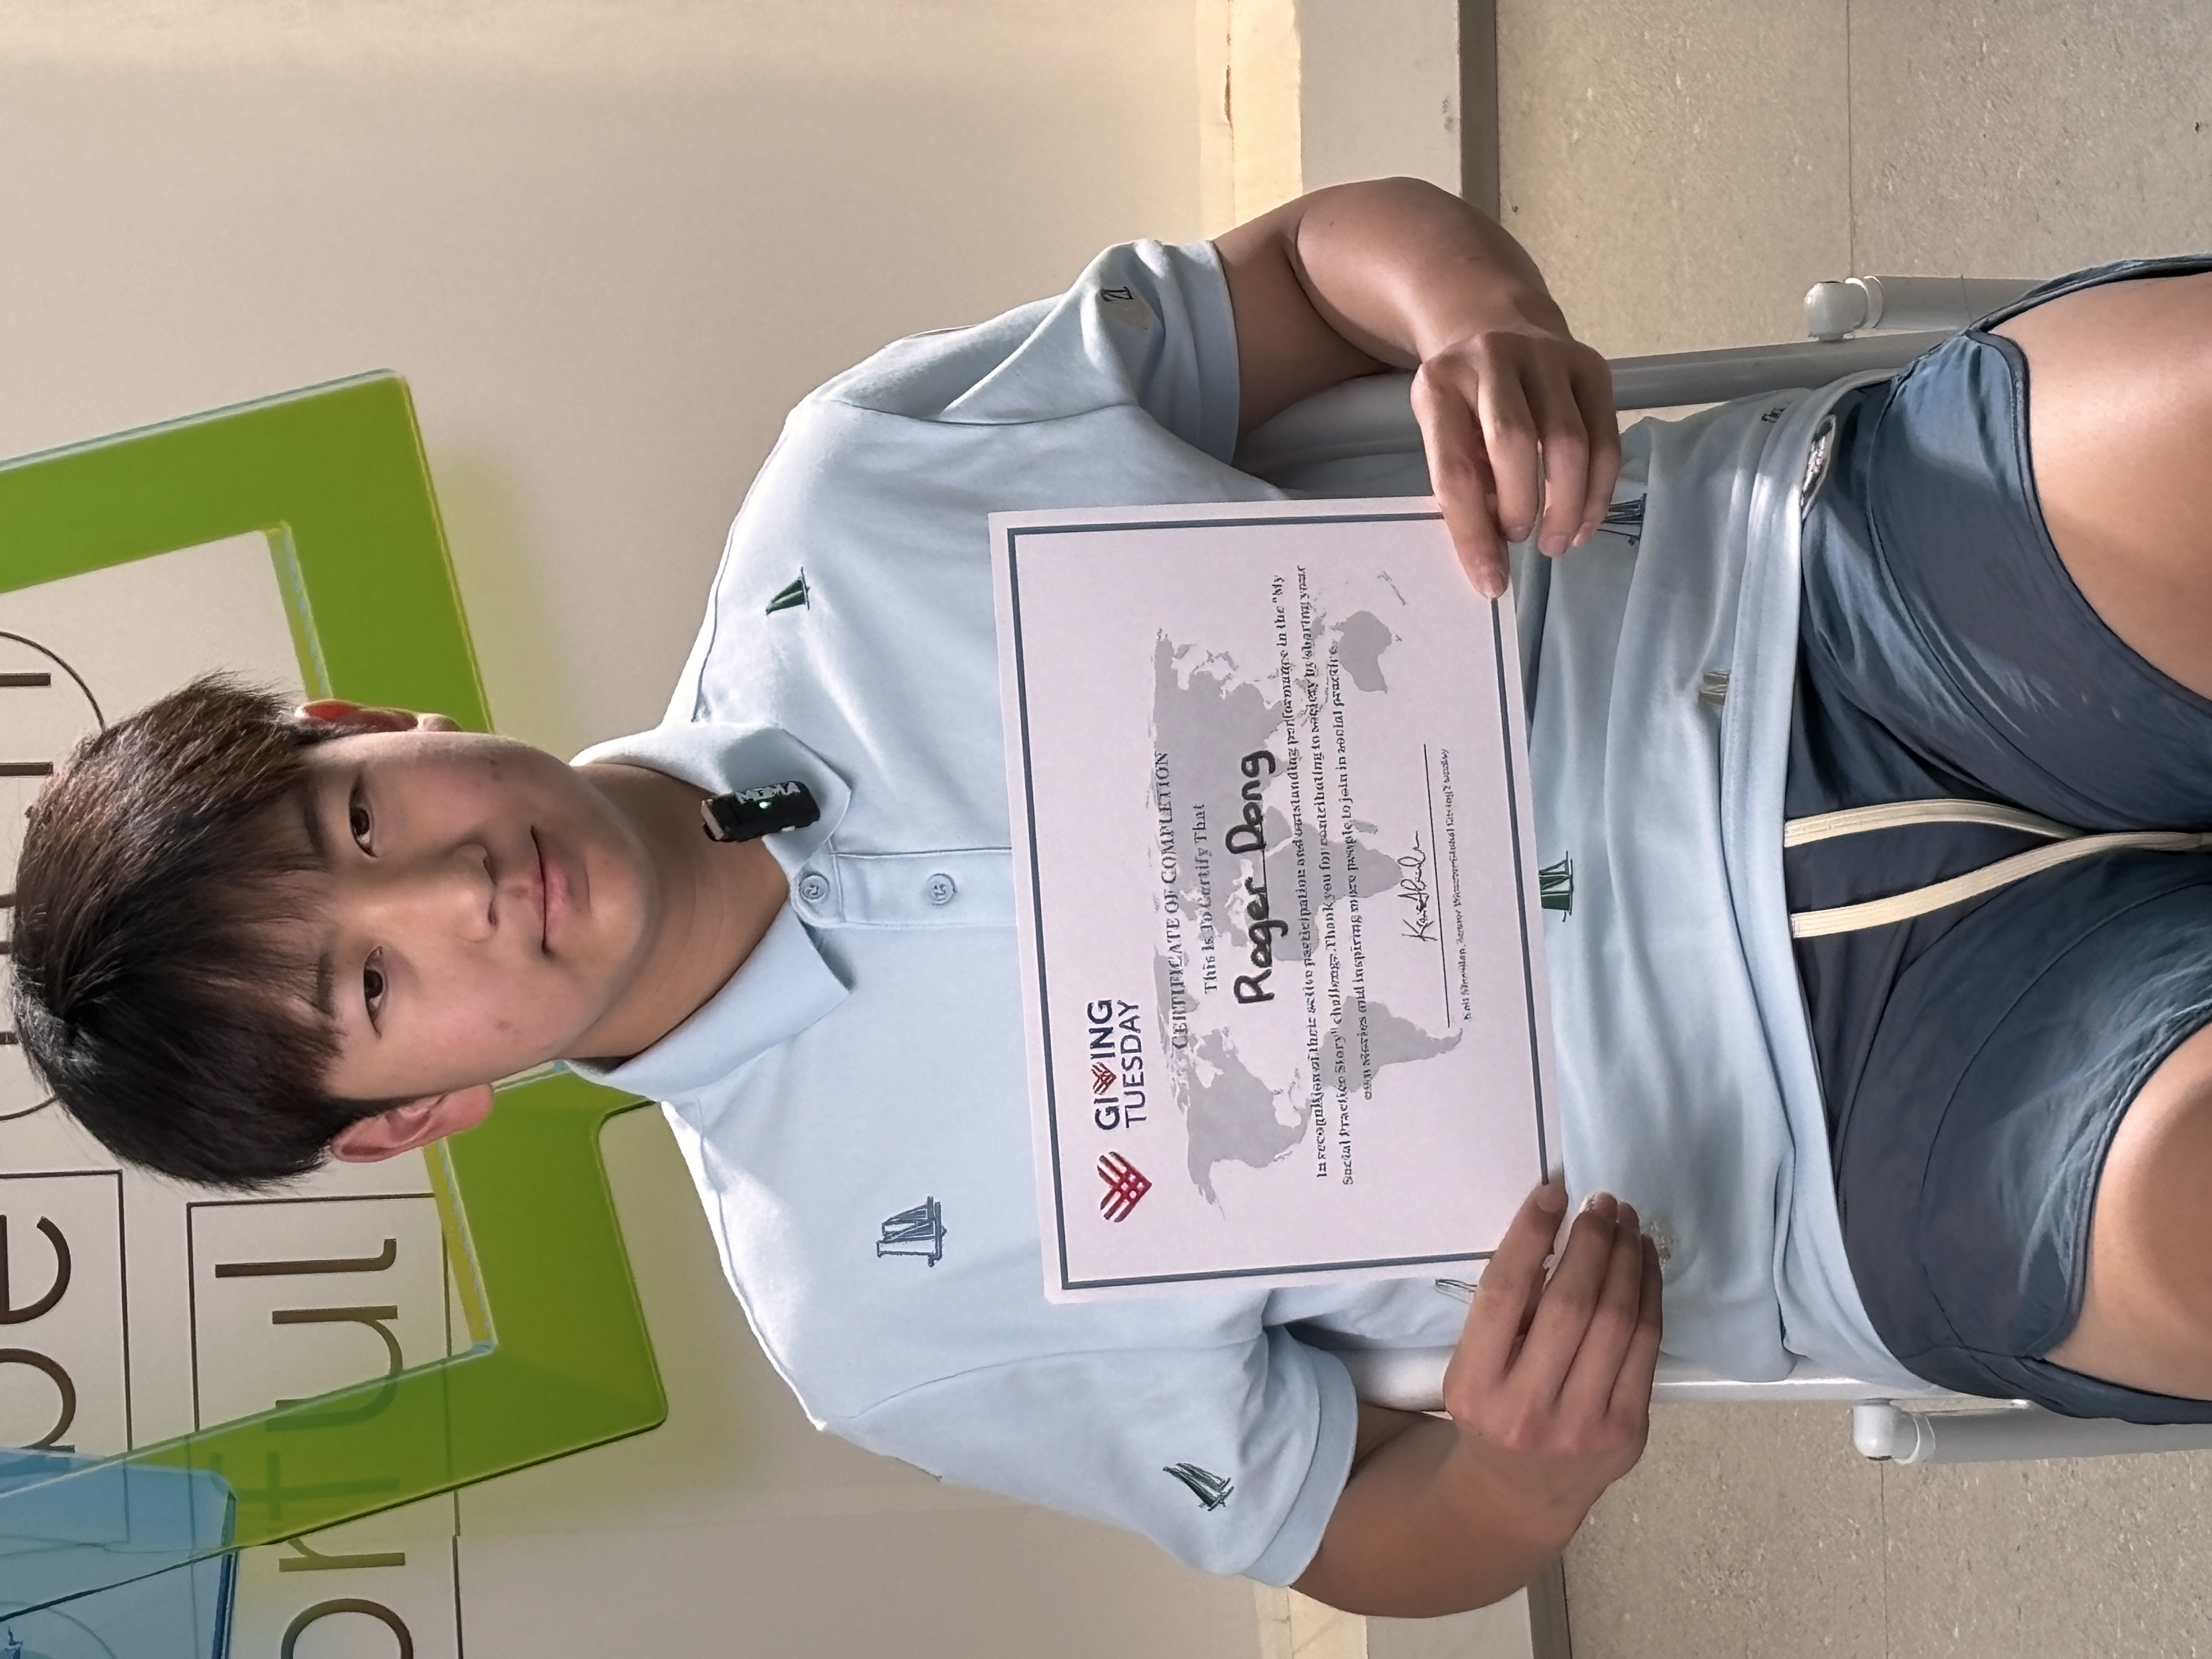 be
orful
MOMA
GIVING
TUESDAY
CERTIFICATE OF COMPLETION
This Is To Certify That
Roger Dong
In recognition of their active participation and outstanding performance in the "My
Social Practice Story" challenge. Thank you for contributing to society by sharing your
own stories and inspiring more people to join in social practice.